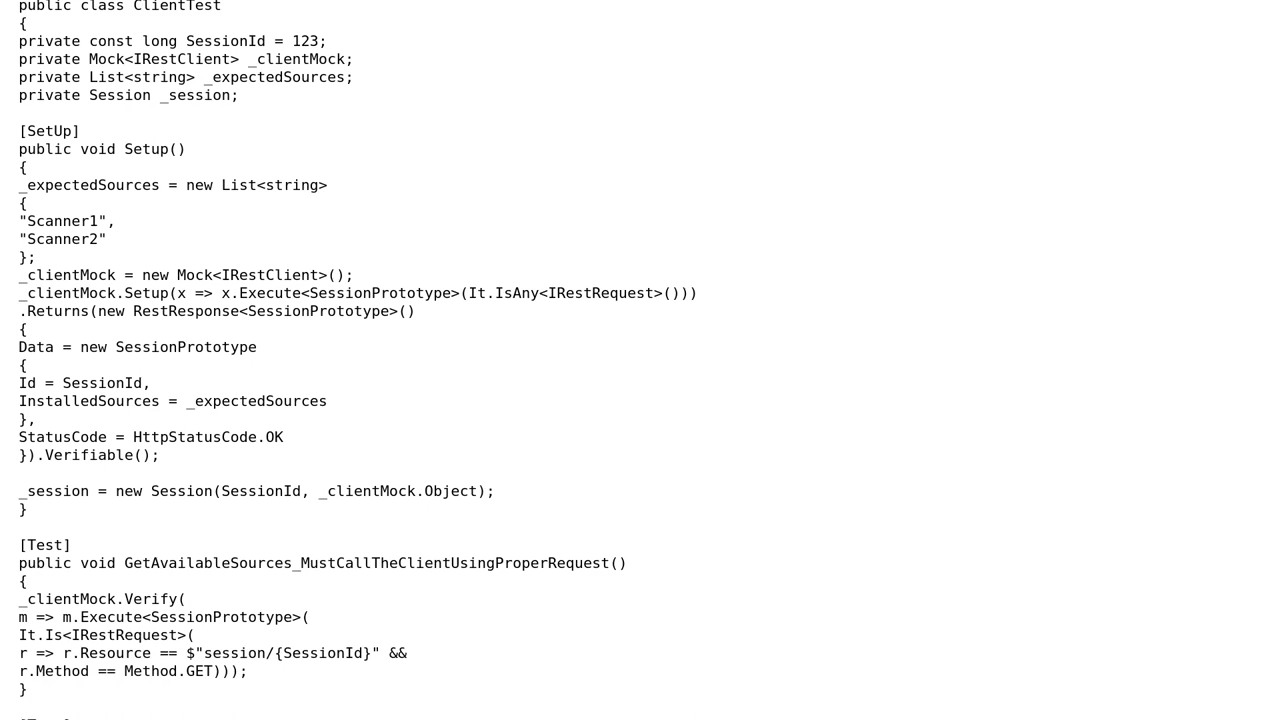 public class ClientTest
{
private const long SessionId = 123;
private Mock<IRestClient> _clientMock;
private List<string> _expectedSources;
private Session _session;

[SetUp]
public void Setup()
{
_expectedSources = new List<string>
{
"Scanner1",
"Scanner2"
};
_clientMock = new Mock<IRestClient>();
_clientMock.Setup(x => x.Execute<SessionPrototype>(It.IsAny<IRestRequest>()))
.Returns(new RestResponse<SessionPrototype>()
{
Data = new SessionPrototype
{
Id = SessionId,
InstalledSources = _expectedSources
},
StatusCode = HttpStatusCode.OK
}).Verifiable();

_session = new Session(SessionId, _clientMock.Object);
}

[Test]
public void GetAvailableSources_MustCallTheClientUsingProperRequest()
{
_clientMock.Verify(
m => m.Execute<SessionPrototype>(
It.Is<IRestRequest>(
r => r.Resource == $"session/{SessionId}" &&
r.Method == Method.GET)));
}